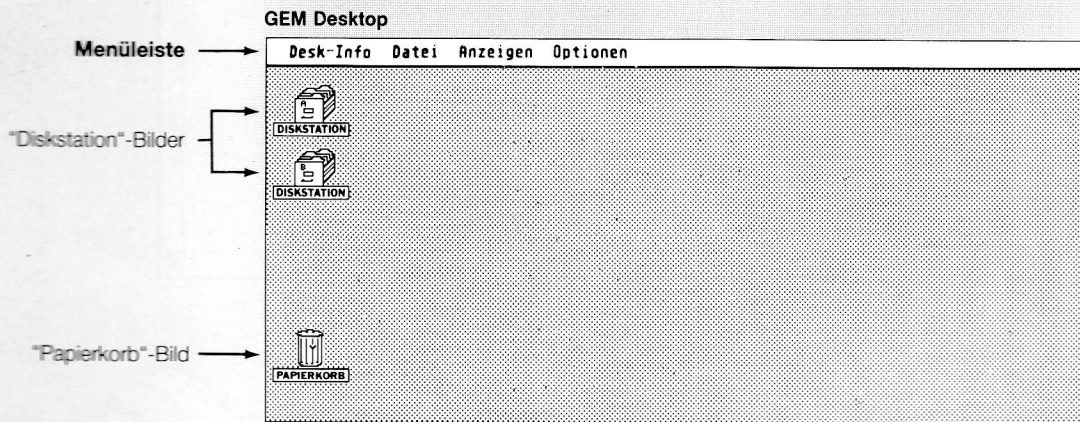 GEM Desktop
Menüleiste
Desk-Info Datei Anzeigen Optionen
A
DISKSTATION
"Diskstation"-Bilder
B
DISKSTATION
"Papierkorb"-Bild
PAPIERKORB